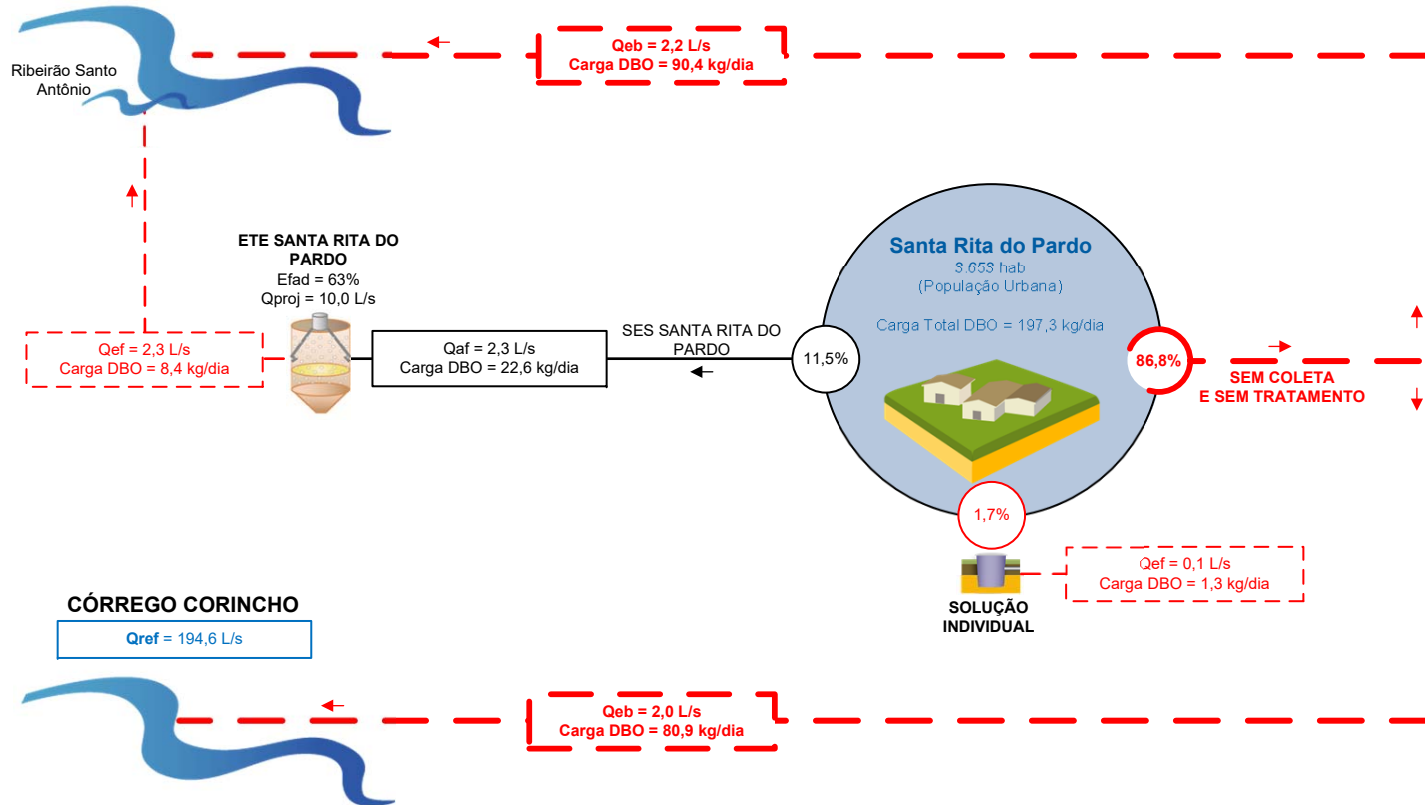 Qeb = 2,2 L/s
Carga DBO = 90,4 kg/dia
Ribeirão Santo
Antônio
ETE SANTA RITA DO
PARDO
Efad = 63%
Qproj = 10,0 L/s
Qef = 2,3 L/s
Carga DBO = 8,4 kg/dia
Qaf = 2,3 L/s
Carga DBO = 22,6 kg/dia
SES SANTA RITA DO
PARDO
11,5%
Santa Rita do Pardo
3.653 hab
(População Urbana)
Carga Total DBO = 197,3 kg/dia
86,8%
SEM COLETA
E SEM TRATAMENTO
1,7%
Qef = 0,1 L/s
Carga DBO = 1,3 kg/dia
SOLUÇÃO
INDIVIDUAL
CÓRREGO CORINCHO
Qref = 194,6 L/s
Qeb = 2,0 L/s
Carga DBO = 80,9 kg/dia